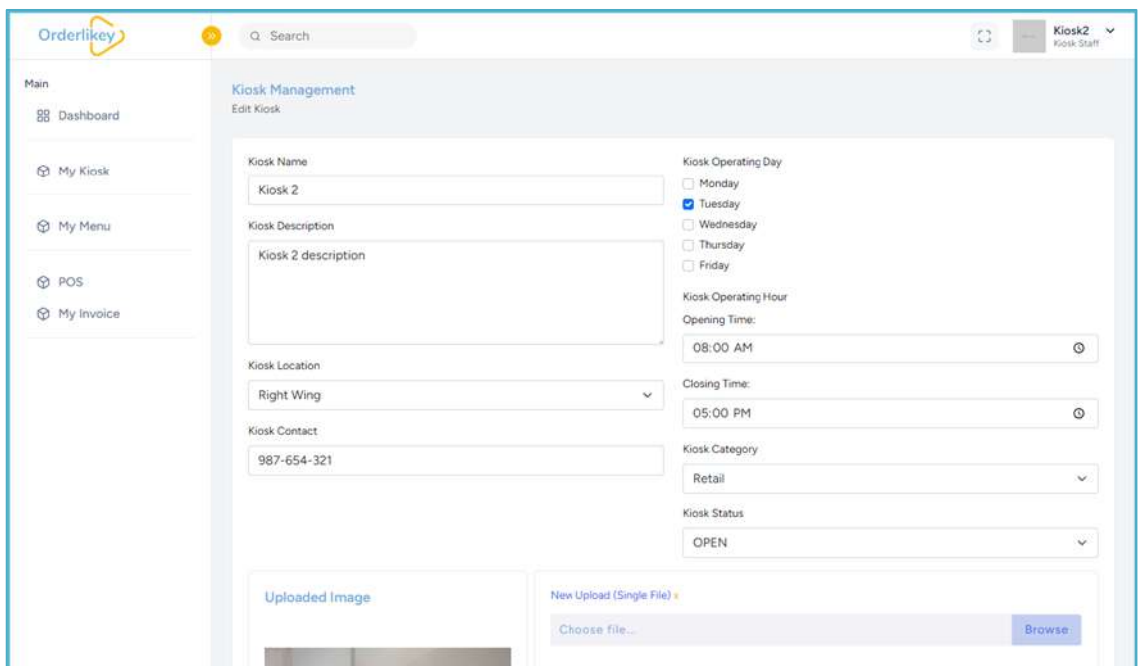 Orderlikey
Search
Kiosk2
Kiosk Staff
Main
Dashboard
My Kiosk
My Menu
POS
My Invoice
Kiosk Management
Edit Kiosk
Kiosk Name
Kiosk 2
Kiosk Description
Kiosk 2 description
Kiosk Location
Right Wing
Kiosk Contact
987-654-321
Kiosk Operating Day
Monday
Tuesday
Wednesday
Thursday
Friday
Kiosk Operating Hour
Opening Time:
08:00 AM
Closing Time:
05:00 PM
Kiosk Category
Retail
Kiosk Status
OPEN
Uploaded Image
New Upload (Single File) x
Choose file...
Browse